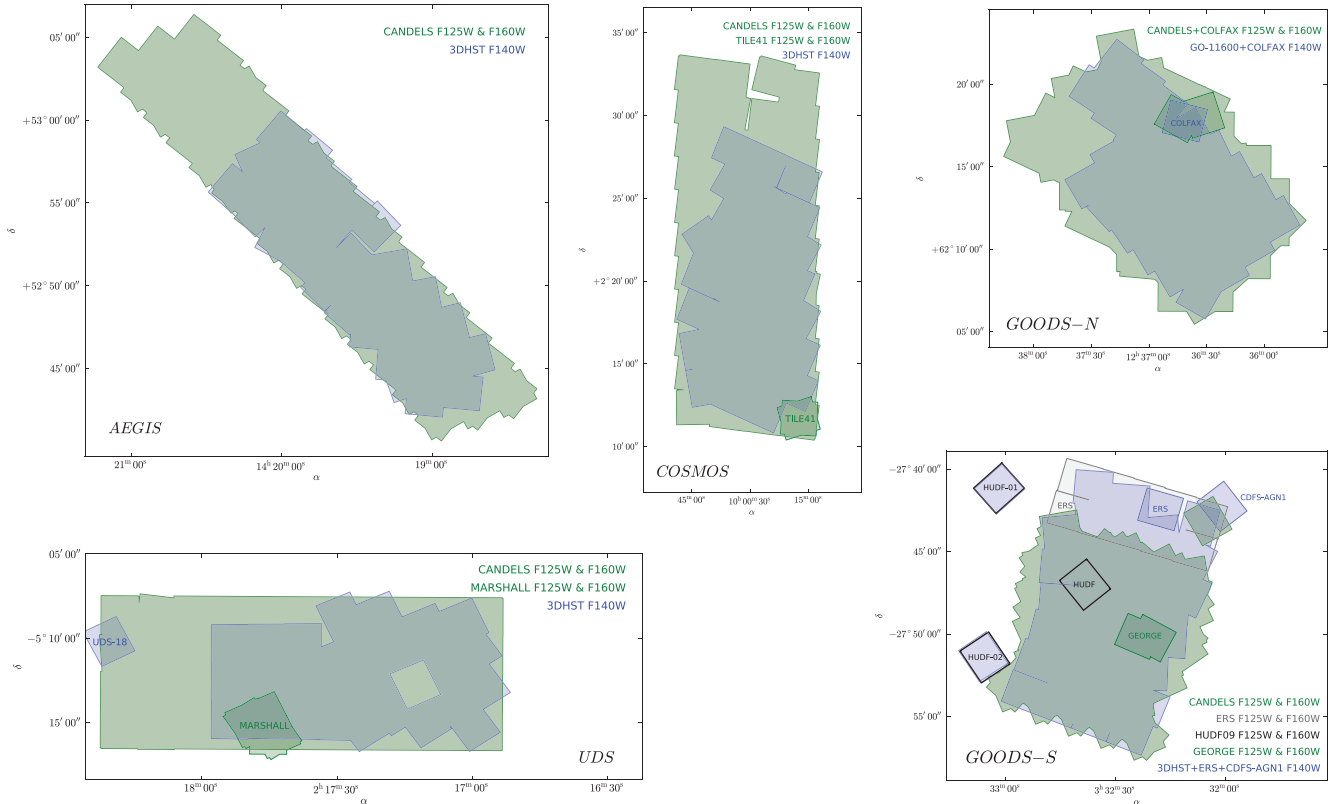 CANDELS F125W & F160W
3DHST F140W
05′ 00″
+53° 00′ 00″
55′ 00″
+52° 50′ 00″
45′ 00″
δ
AEGIS
21ᵐ 00ˢ
14ʰ 20ᵐ 00ˢ
19ᵐ 00ˢ
α
CANDELS F125W & F160W
TILE41 F125W & F160W
3DHST F140W
35′ 00″
30′ 00″
25′ 00″
+2° 20′ 00″
15′ 00″
10′ 00″
δ
TILE41
COSMOS
45ᵐ 00ˢ
10ʰ 00ᵐ 30ˢ
15ᵐ 00ˢ
α
CANDELS+COLFAX F125W & F160W
GO-11600+COLFAX F140W
20′ 00″
15′ 00″
+62° 10′ 00″
05′ 00″
δ
COLFAX
GOODS−N
38ᵐ 00ˢ
37ᵐ 30ˢ
12ʰ 37ᵐ 00ˢ
36ᵐ 30ˢ
36ᵐ 00ˢ
α
05′ 00″
−5° 10′ 00″
15′ 00″
δ
CANDELS F125W & F160W
MARSHALL F125W & F160W
3DHST F140W
UDS-18
MARSHALL
UDS
18ᵐ 00ˢ
2ʰ 17ᵐ 30ˢ
17ᵐ 00ˢ
16ᵐ 30ˢ
α
−27° 40′ 00″
45′ 00″
−27° 50′ 00″
55′ 00″
δ
HUDF-01
ERS
ERS
CDFS-AGN1
HUDF
GEORGE
HUDF-02
CANDELS F125W & F160W
ERS F125W & F160W
HUDF09 F125W & F160W
GEORGE F125W & F160W
3DHST+ERS+CDFS-AGN1 F140W
GOODS−S
33ᵐ 00ˢ
3ʰ 32ᵐ 30ˢ
32ᵐ 00ˢ
α